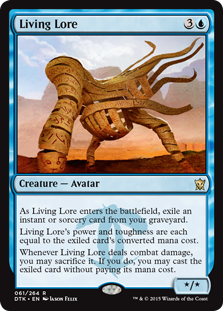 Living Lore 3
Creature — Avatar
As Living Lore enters the battlefield, exile an
instant or sorcery card from your graveyard.
Living Lore's power and toughness are each
equal to the exiled card's converted mana cost.
Whenever Living Lore deals combat damage,
you may sacrifice it. If you do, you may cast the
exiled card without paying its mana cost.
*/*
061/264 R
DTK • EN Jason Felix
™ & © 2015 Wizards of the Coast